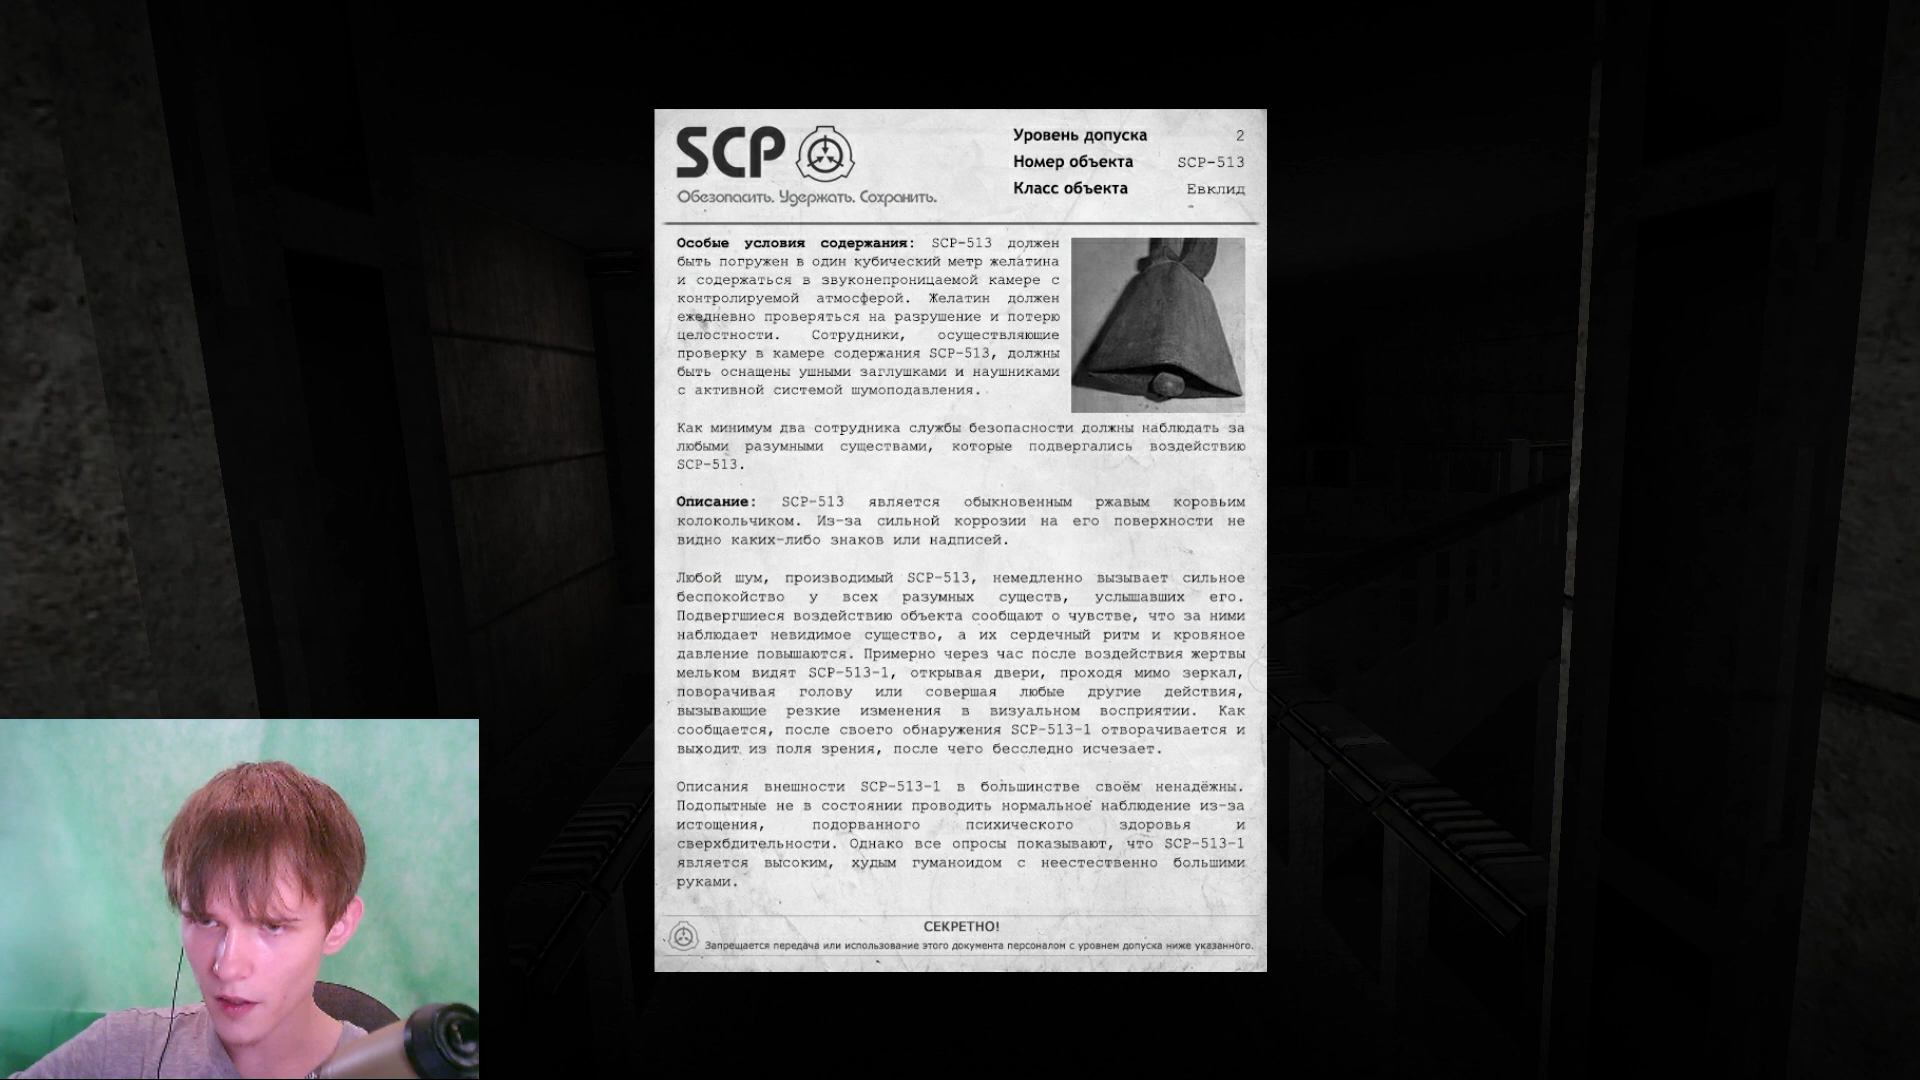 SCP
Обезопасить. Удержать. Сохранить.
Уровень допуска 2
Номер объекта SCP-513
Класс объекта Евклид
Особые условия содержания: SCP-513 должен
быть погружен в один кубический метр желатина
и содержаться в звуконепроницаемой камере с
контролируемой атмосферой. Желатин должен
ежедневно проверяться на разрушение и потерю
целостности. Сотрудники, осуществляющие
проверку в камере содержания SCP-513, должны
быть оснащены ушными заглушками и наушниками
с активной системой шумоподавления.
Как минимум два сотрудника службы безопасности должны наблюдать за
любыми разумными существами, которые подвергались воздействию
SCP-513.
Описание: SCP-513 является обыкновенным ржавым коровьим
колокольчиком. Из-за сильной коррозии на его поверхности не
видно каких-либо знаков или надписей.
Любой шум, производимый SCP-513, немедленно вызывает сильное
беспокойство у всех разумных существ, услышавших его.
Подвергшиеся воздействию объекта сообщают о чувстве, что за ними
наблюдает невидимое существо, а их сердечный ритм и кровяное
давление повышаются. Примерно через час после воздействия жертвы
мельком видят SCP-513-1, открывая двери, проходя мимо зеркал,
поворачивая голову или совершая любые другие действия,
вызывающие резкие изменения в визуальном восприятии. Как
сообщается, после своего обнаружения SCP-513-1 отворачивается и
выходит из поля зрения, после чего бесследно исчезает.
Описания внешности SCP-513-1 в большинстве своём ненадёжны.
Подопытные не в состоянии проводить нормальное наблюдение из-за
истощения, подорванного психического здоровья и
сверхбдительности. Однако все опросы показывают, что SCP-513-1
является высоким, худым гуманоидом с неестественно большими
руками.
СЕКРЕТНО!
Запрещается передача или использование этого документа персоналом с уровнем допуска ниже указанного.